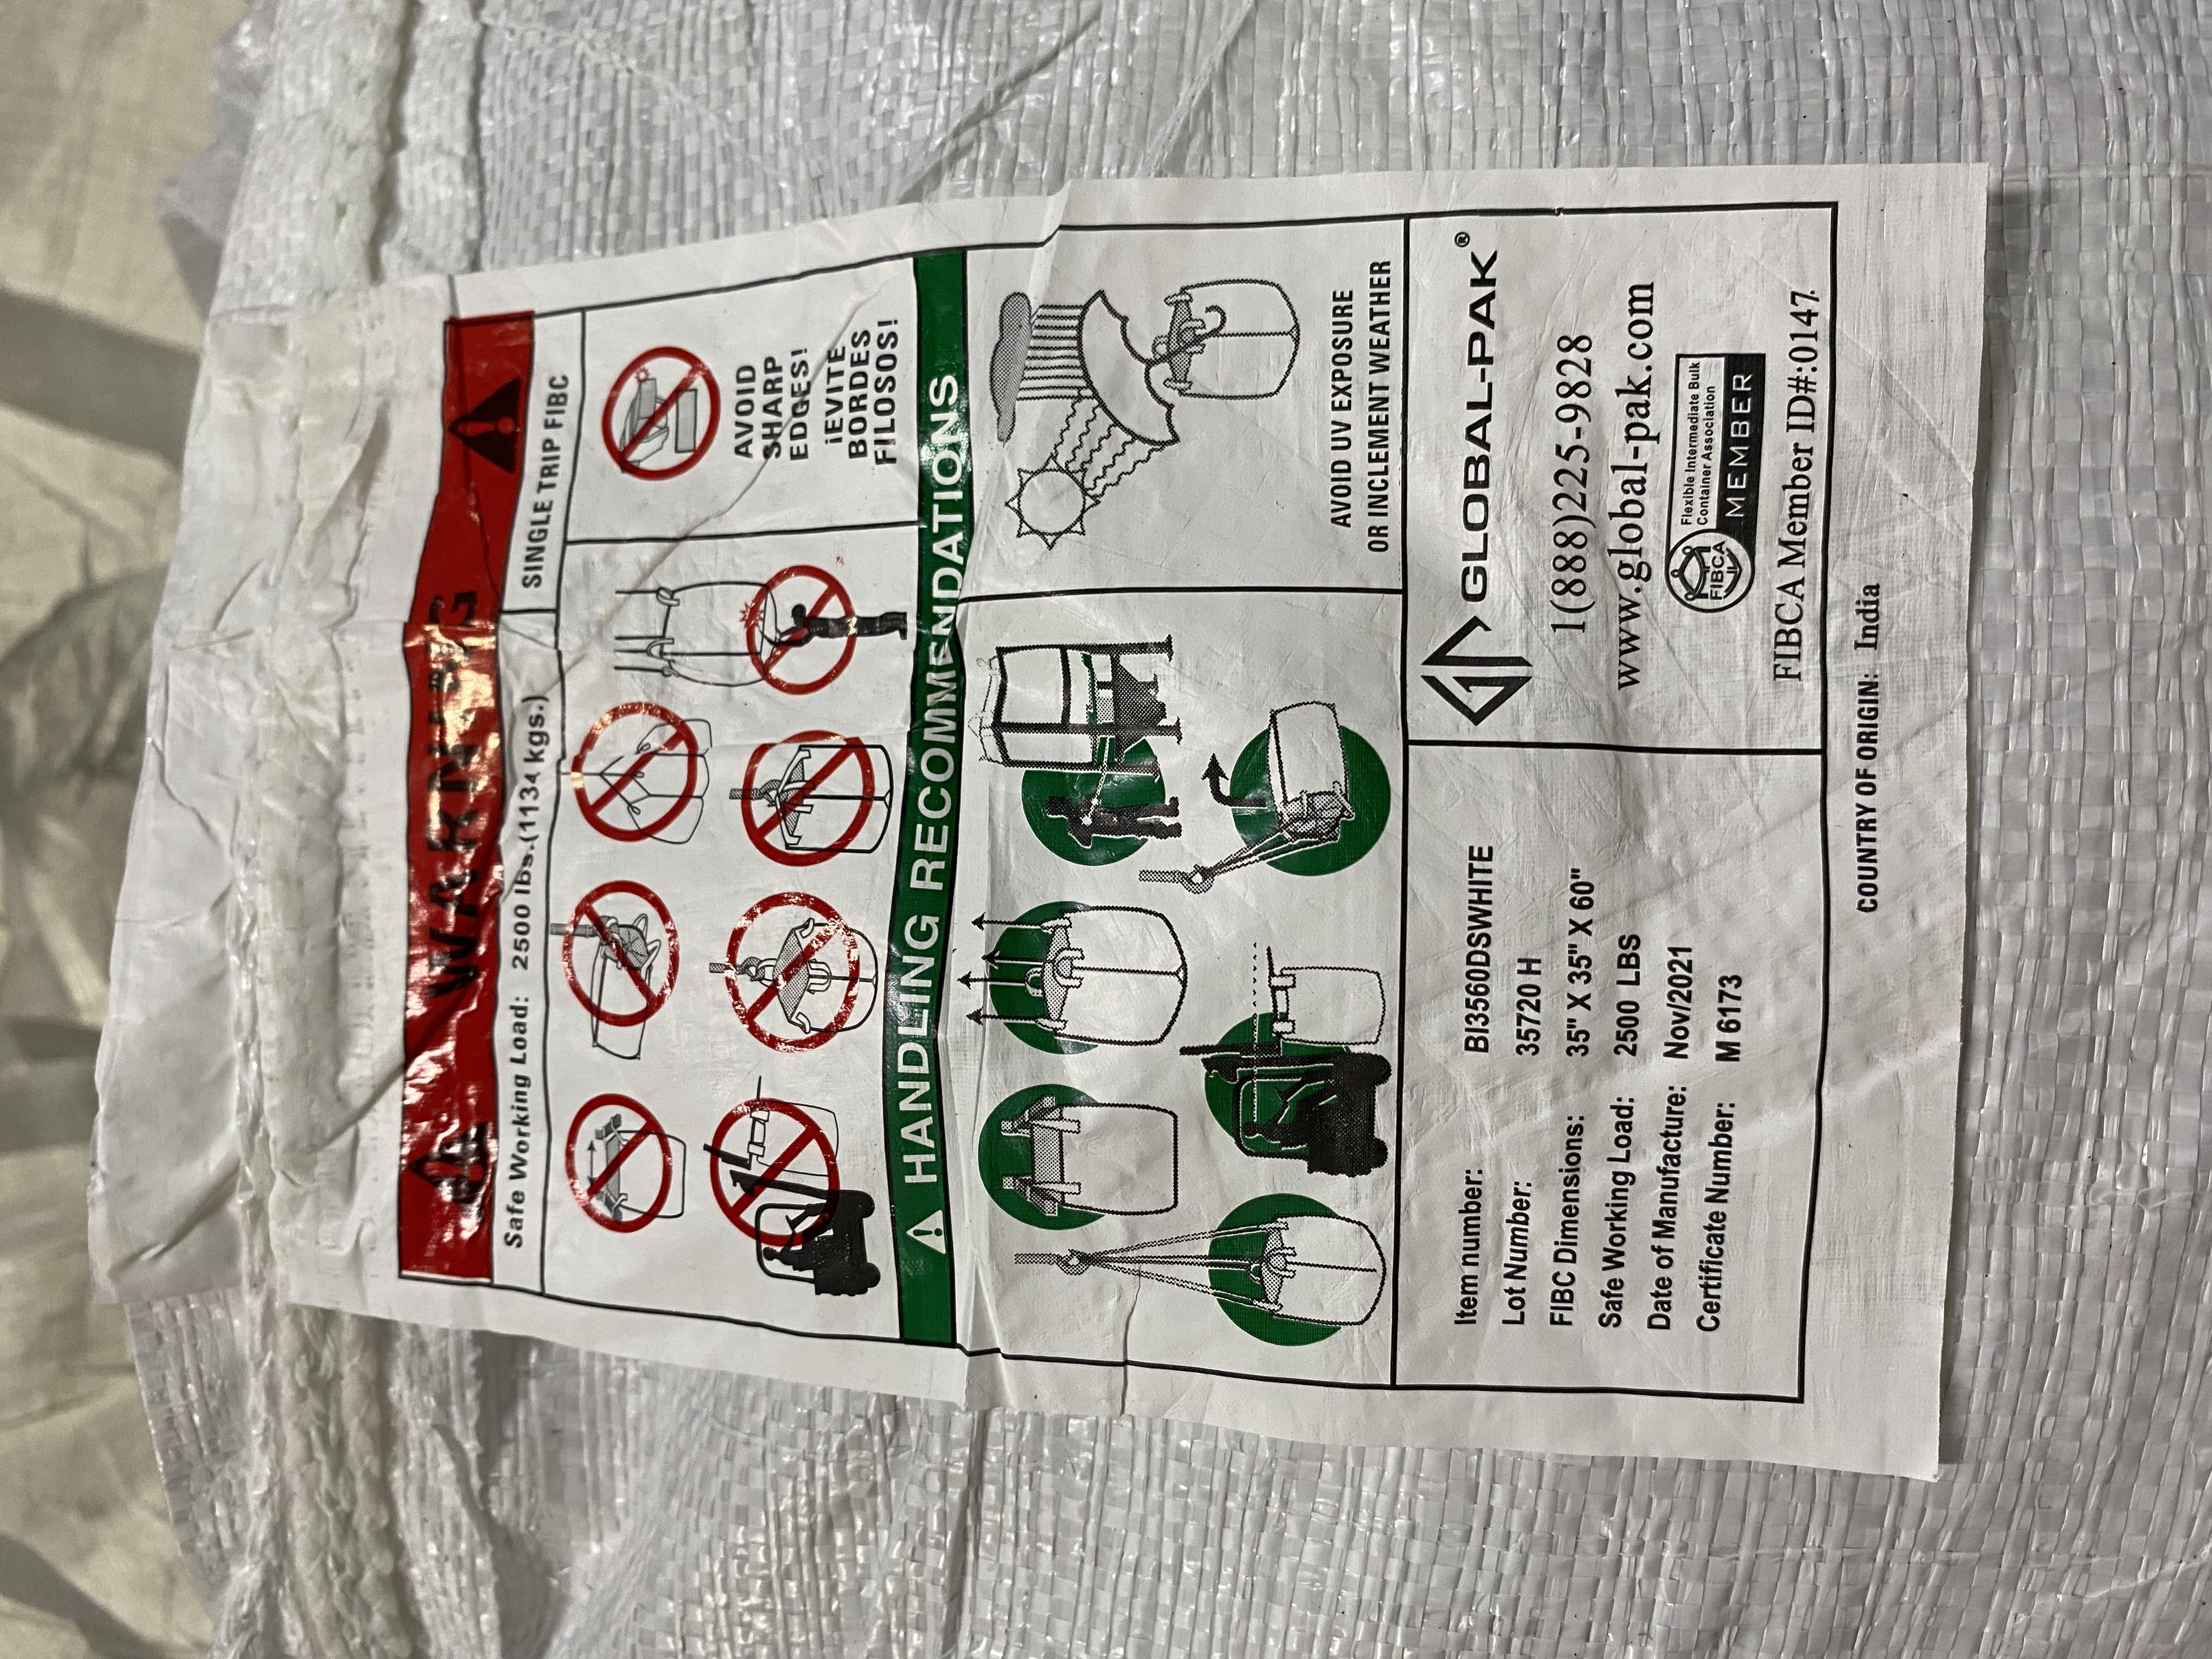 WARNING
Safe Working Load: 2500 lbs.(1134 kgs.)
SINGLE TRIP FIBC
AVOID
SHARP
EDGES!
¡EVITE
BORDES
FILOSOS!
HANDLING RECOMMENDATIONS
AVOID UV EXPOSURE
OR INCLEMENT WEATHER
Item number: BI3560DSWHITE
Lot Number: 35720 H
FIBC Dimensions: 35" X 35" X 60"
Safe Working Load: 2500 LBS
Date of Manufacture: Nov/2021
Certificate Number: M 6173
GLOBAL-PAK®
1(888)225-9828
www.global-pak.com
FIBCA
Flexible Intermediate Bulk
Container Association
MEMBER
FIBCA Member ID#:0147.
COUNTRY OF ORIGIN: India